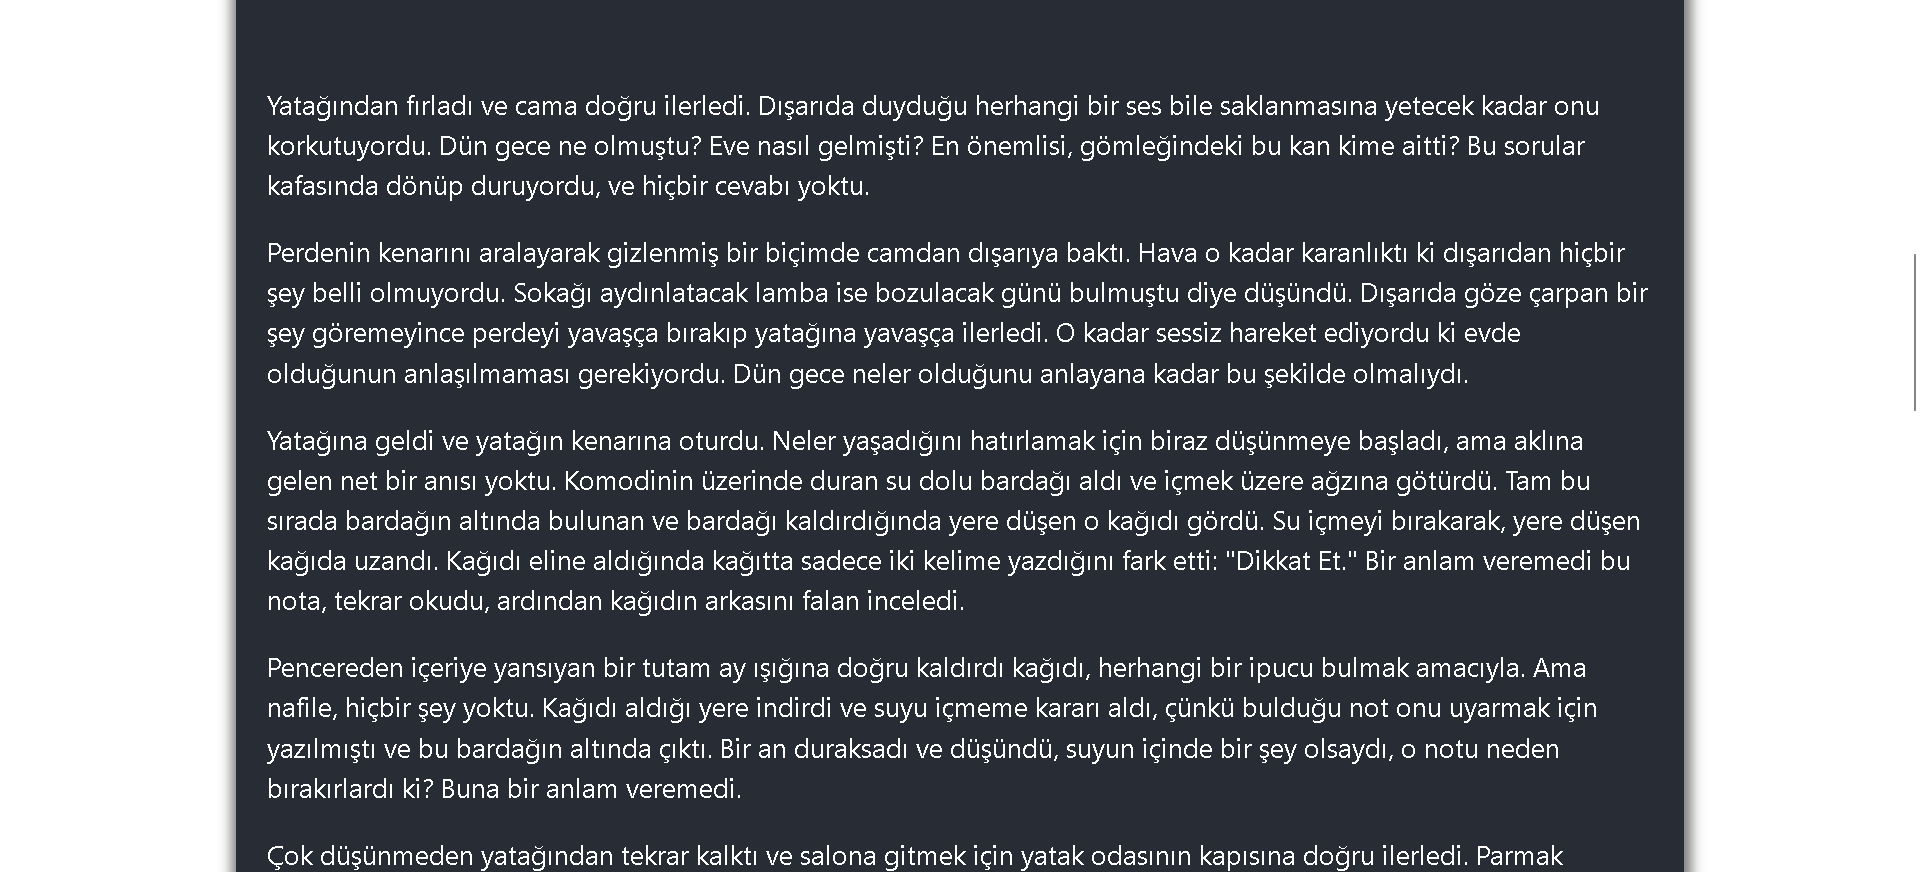 Yatağından fırladı ve cama doğru ilerledi. Dışarıda duyduğu herhangi bir ses bile saklanmasına yetecek kadar onu
korkutuyordu. Dün gece ne olmuştu? Eve nasıl gelmişti? En önemlisi, gömleğindeki bu kan kime aitti? Bu sorular
kafasında dönüp duruyordu, ve hiçbir cevabı yoktu.
Perdenin kenarını aralayarak gizlenmiş bir biçimde camdan dışarıya baktı. Hava o kadar karanlıktı ki dışarıdan hiçbir
şey belli olmuyordu. Sokağı aydınlatacak lamba ise bozulacak günü bulmuştu diye düşündü. Dışarıda göze çarpan bir
şey göremeyince perdeyi yavaşça bırakıp yatağına yavaşça ilerledi. O kadar sessiz hareket ediyordu ki evde
olduğunun anlaşılmaması gerekiyordu. Dün gece neler olduğunu anlayana kadar bu şekilde olmalıydı.
Yatağına geldi ve yatağın kenarına oturdu. Neler yaşadığını hatırlamak için biraz düşünmeye başladı, ama aklına
gelen net bir anısı yoktu. Komodinin üzerinde duran su dolu bardağı aldı ve içmek üzere ağzına götürdü. Tam bu
sırada bardağın altında bulunan ve bardağı kaldırdığında yere düşen o kağıdı gördü. Su içmeyi bırakarak, yere düşen
kağıda uzandı. Kağıdı eline aldığında kağıtta sadece iki kelime yazdığını fark etti: "Dikkat Et." Bir anlam veremedi bu
nota, tekrar okudu, ardından kağıdın arkasını falan inceledi.
Pencereden içeriye yansıyan bir tutam ay ışığına doğru kaldırdı kağıdı, herhangi bir ipucu bulmak amacıyla. Ama
nafile, hiçbir şey yoktu. Kağıdı aldığı yere indirdi ve suyu içmeme kararı aldı, çünkü bulduğu not onu uyarmak için
yazılmıştı ve bu bardağın altında çıktı. Bir an duraksadı ve düşündü, suyun içinde bir şey olsaydı, o notu neden
bırakırlardı ki? Buna bir anlam veremedi.
Çok düşünmeden yatağından tekrar kalktı ve salona gitmek için yatak odasının kapısına doğru ilerledi. Parmak